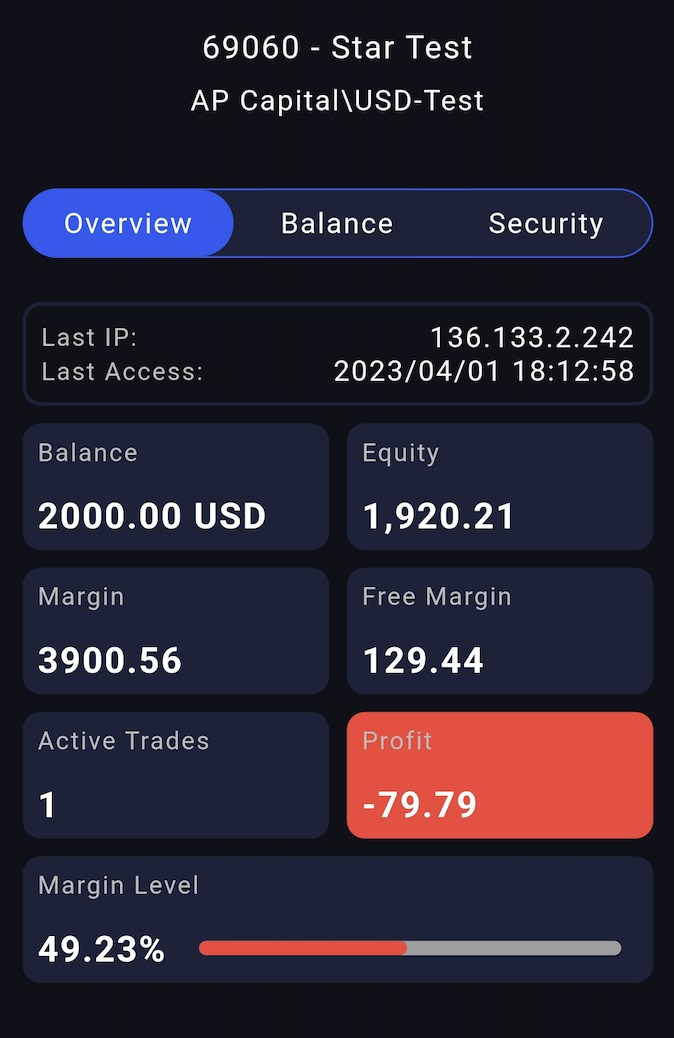 69060 - Star Test
AP Capital\USD-Test
Overview Balance Security
Last IP: 136.133.2.242
Last Access: 2023/04/01 18:12:58
Balance Equity
2000.00 USD 1,920.21
Margin Free Margin
3900.56 129.44
Active Trades Profit
1 -79.79
Margin Level
49.23%